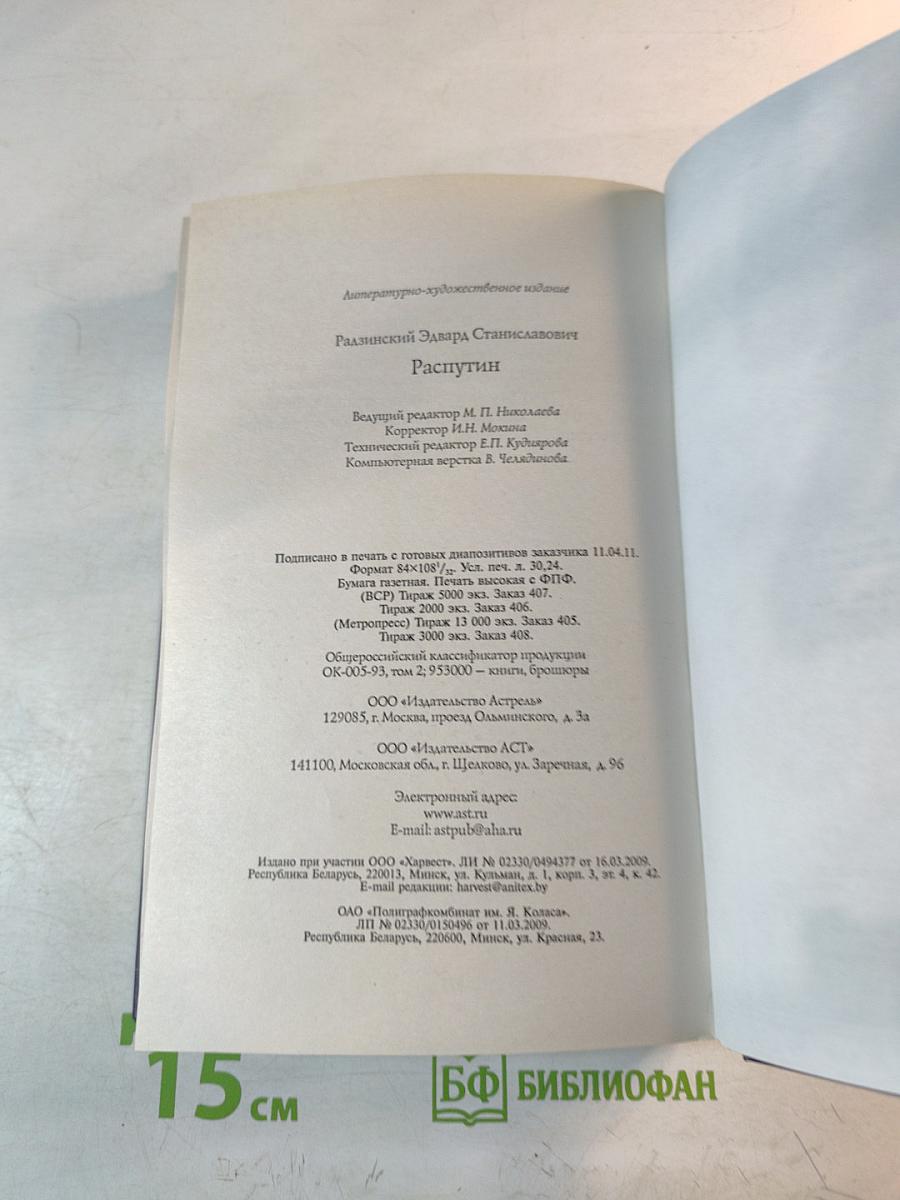 Литературно-художественное издание
Радзинский Эдвард Станиславович
Распутин
Ведущий редактор М. П. Николаева
Корректор И.Н. Мокина
Технический редактор Е.П. Кудиярова
Компьютерная верстка В. Челядинова
Подписано в печать с готовых диапозитивов заказчика 11.04.11.
Формат 84×108¹/₃₂. Усл. печ. л. 30,24.
Бумага газетная. Печать высокая с ФПФ.
(ВСР) Тираж 5000 экз. Заказ 407.
Тираж 2000 экз. Заказ 406.
(Метропресс) Тираж 13 000 экз. Заказ 405.
Тираж 3000 экз. Заказ 408.
Общероссийский классификатор продукции
ОК-005-93, том 2; 953000 — книги, брошюры
ООО «Издательство Астрель»
129085, г. Москва, проезд Ольминского, д. 3а
ООО «Издательство АСТ»
141100, Московская обл., г. Щелково, ул. Заречная, д. 96
Электронный адрес:
www.ast.ru
E-mail: astpub@aha.ru
Издано при участии ООО «Харвест». ЛИ № 02330/0494377 от 16.03.2009.
Республика Беларусь, 220013, Минск, ул. Кульман, д. 1, корп. 3, эт. 4, к. 42.
E-mail редакции: harvest@anitex.by
ОАО «Полиграфкомбинат им. Я. Коласа».
ЛП № 02330/0150496 от 11.03.2009.
Республика Беларусь, 220600, Минск, ул. Красная, 23.
15 см
БФ БИБЛИОФАН